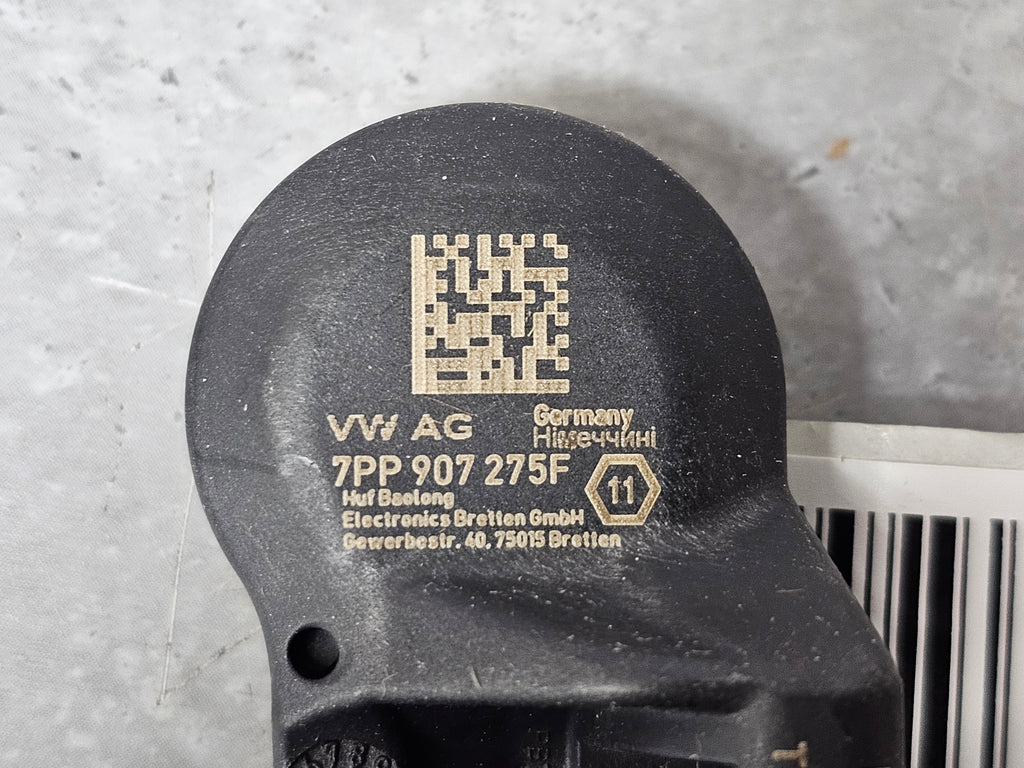 VW AG
Germany
Німеччині
7PP 907 275F
11
Huf Baolong
Electronics Bretten GmbH
Gewerbestr. 40, 75015 Bretten